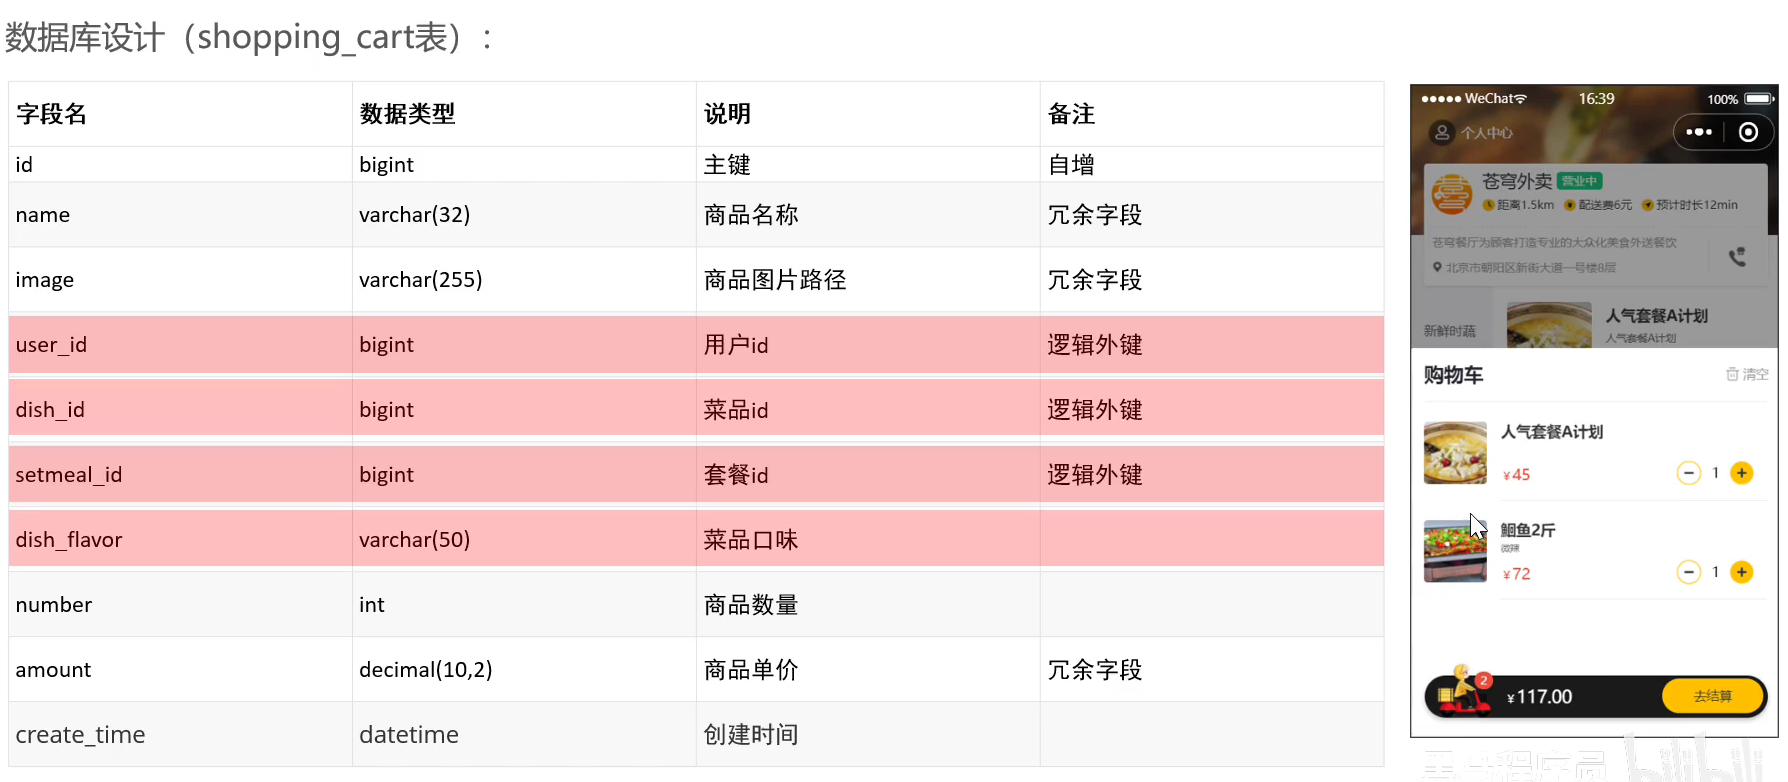 数据库设计（shopping_cart表）：
字段名 数据类型 说明 备注
id bigint 主键 自增
name varchar(32) 商品名称 冗余字段
image varchar(255) 商品图片路径 冗余字段
user_id bigint 用户id 逻辑外键
dish_id bigint 菜品id 逻辑外键
setmeal_id bigint 套餐id 逻辑外键
dish_flavor varchar(50) 菜品口味
number int 商品数量
amount decimal(10,2) 商品单价 冗余字段
create_time datetime 创建时间
WeChat 16:39 100%
个人中心
苍穹外卖 营业中
距离1.5km 配送费6元 预计时长12min
苍穹餐厅为顾客打造专业的大众化美食外送餐饮
北京市朝阳区新街大道一号楼8层
新鲜时蔬
人气套餐A计划
人气套餐A计划
购物车 清空
人气套餐A计划
¥45 1
鮰鱼2斤
微辣
¥72 1
2
¥117.00 去结算
黑马程序员 bilibili